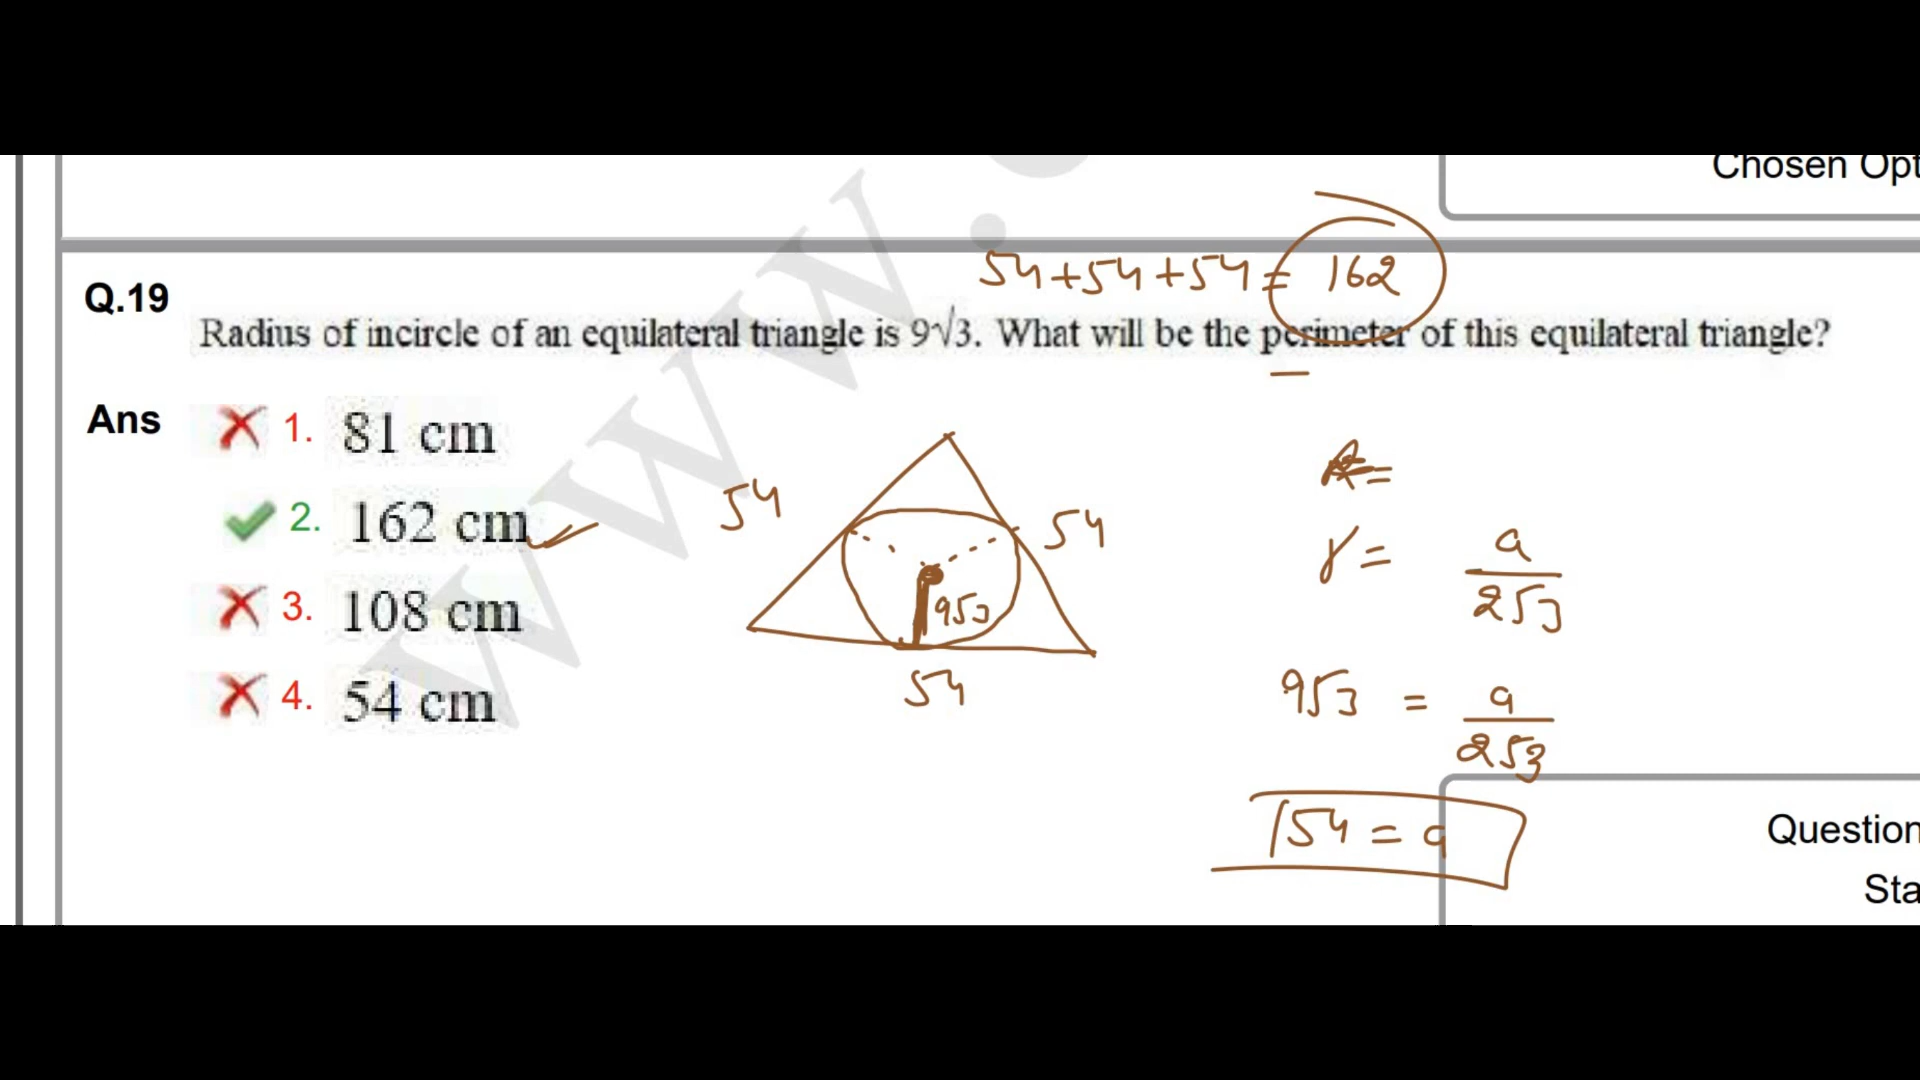 Chosen Opt
54+54+54= 162
Q.19
Radius of incircle of an equilateral triangle is 9√3. What will be the perimeter of this equilateral triangle?
Ans
1. 81 cm
2. 162 cm
3. 108 cm
4. 54 cm
54
54
9√3
54
r = a/2√3
9√3 = a/2√3
54 = a
Question
Sta
www.